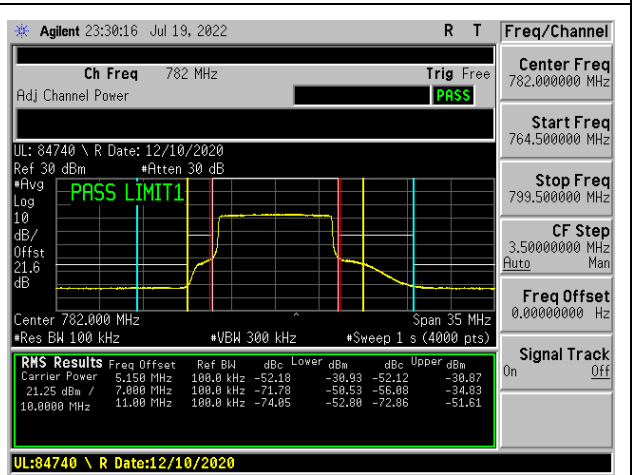 Agilent 23:30:16 Jul 19, 2022 R T Freq/Channel
Ch Freq 782 MHz Trig Free
Adj Channel Power PASS
Center Freq
782.000000 MHz
Start Freq
764.500000 MHz
UL: 84740 \ R Date: 12/10/2020
Ref 30 dBm #Atten 30 dB
#Avg
Log
10
dB/
Offst
21.6
dB
PASS LIMIT1
Stop Freq
799.500000 MHz
CF Step
3.50000000 MHz
Auto Man
Freq Offset
0.00000000 Hz
Center 782.000 MHz ^ Span 35 MHz
#Res BW 100 kHz #VBW 300 kHz #Sweep 1 s (4000 pts)
Signal Track
On Off
RMS Results Freq Offset Ref BW dBc Lower dBm dBc Upper dBm
Carrier Power 5.150 MHz 100.0 kHz -52.18 -30.93 -52.12 -30.87
21.25 dBm / 7.000 MHz 100.0 kHz -71.78 -50.53 -56.08 -34.83
10.0000 MHz 11.00 MHz 100.0 kHz -74.05 -52.80 -72.86 -51.61
UL:84740 \ R Date:12/10/2020